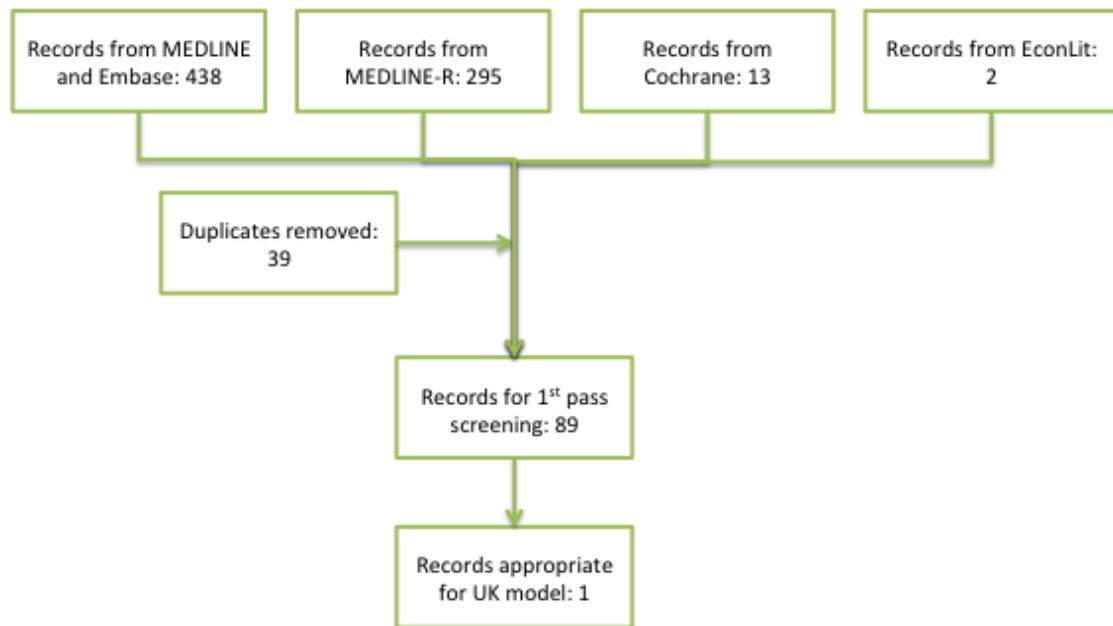 Records from MEDLINE
and Embase: 438
Records from
MEDLINE-R: 295
Records from
Cochrane: 13
Records from EconLit:
2
Duplicates removed:
39
Records for 1st pass
screening: 89
Records appropriate
for UK model: 1